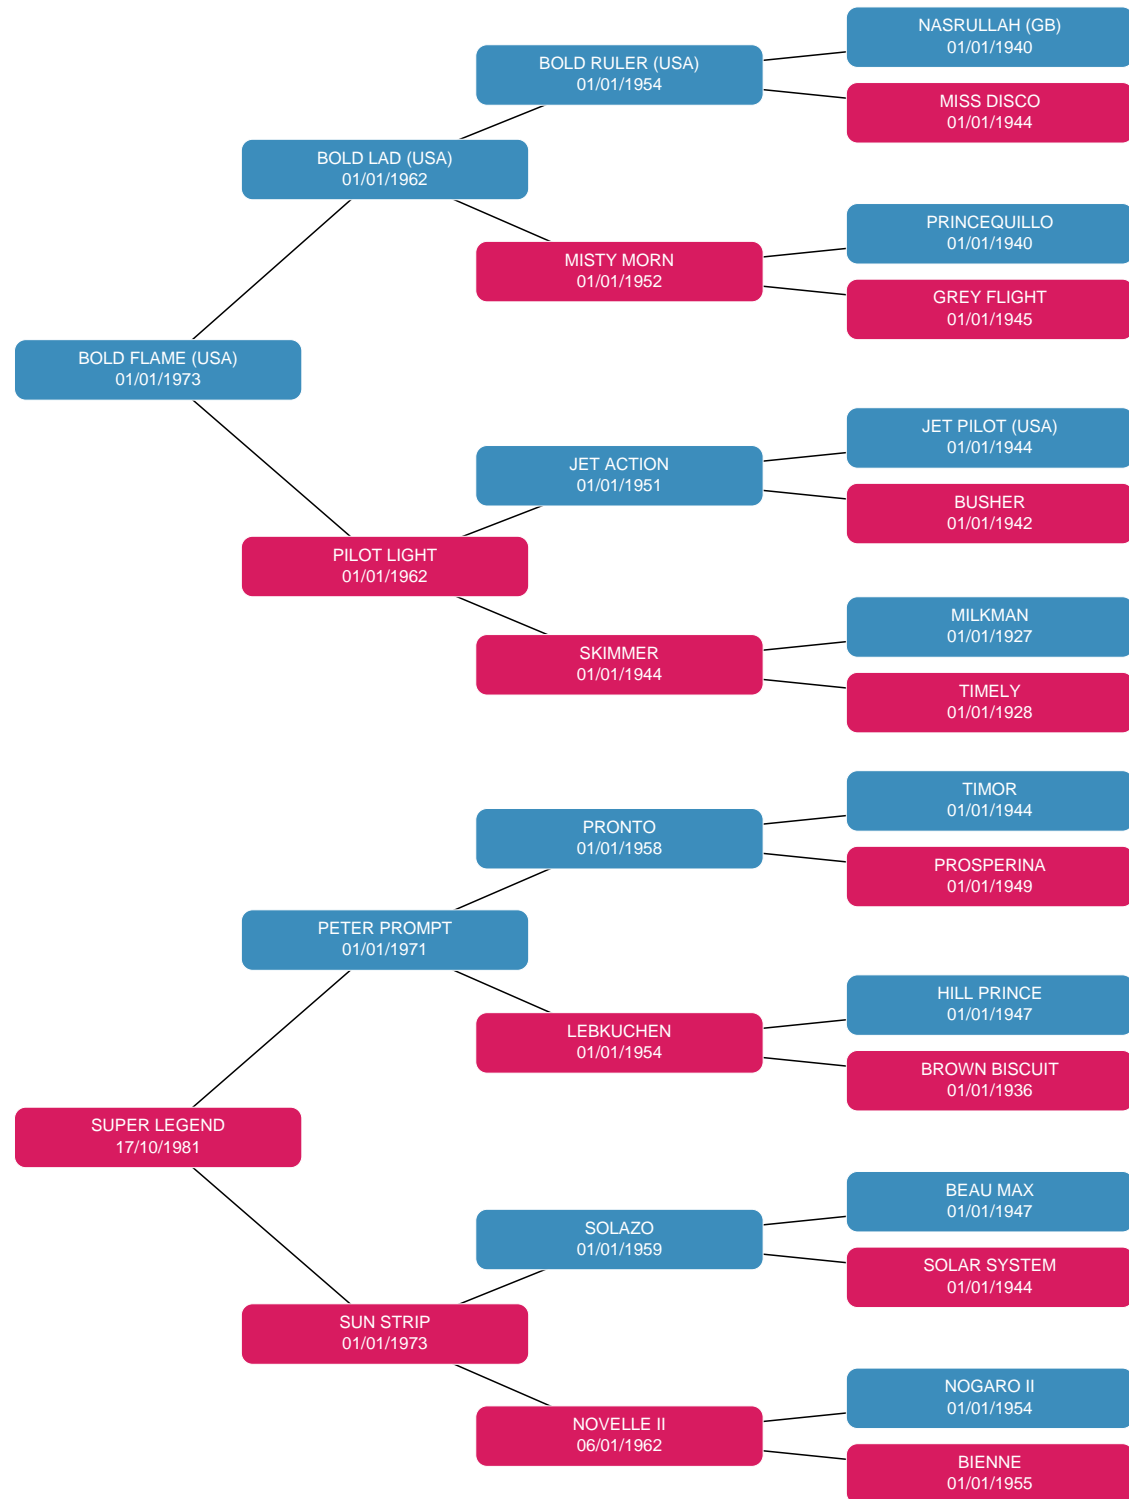 NASRULLAH (GB)
01/01/1940
BOLD RULER (USA)
01/01/1954
MISS DISCO
01/01/1944
BOLD LAD (USA)
01/01/1962
PRINCEQUILLO
01/01/1940
MISTY MORN
01/01/1952
GREY FLIGHT
01/01/1945
BOLD FLAME (USA)
01/01/1973
JET PILOT (USA)
01/01/1944
JET ACTION
01/01/1951
BUSHER
01/01/1942
PILOT LIGHT
01/01/1962
MILKMAN
01/01/1927
SKIMMER
01/01/1944
TIMELY
01/01/1928
TIMOR
01/01/1944
PRONTO
01/01/1958
PROSPERINA
01/01/1949
PETER PROMPT
01/01/1971
HILL PRINCE
01/01/1947
LEBKUCHEN
01/01/1954
BROWN BISCUIT
01/01/1936
SUPER LEGEND
17/10/1981
BEAU MAX
01/01/1947
SOLAZO
01/01/1959
SOLAR SYSTEM
01/01/1944
SUN STRIP
01/01/1973
NOGARO II
01/01/1954
NOVELLE II
06/01/1962
BIENNE
01/01/1955